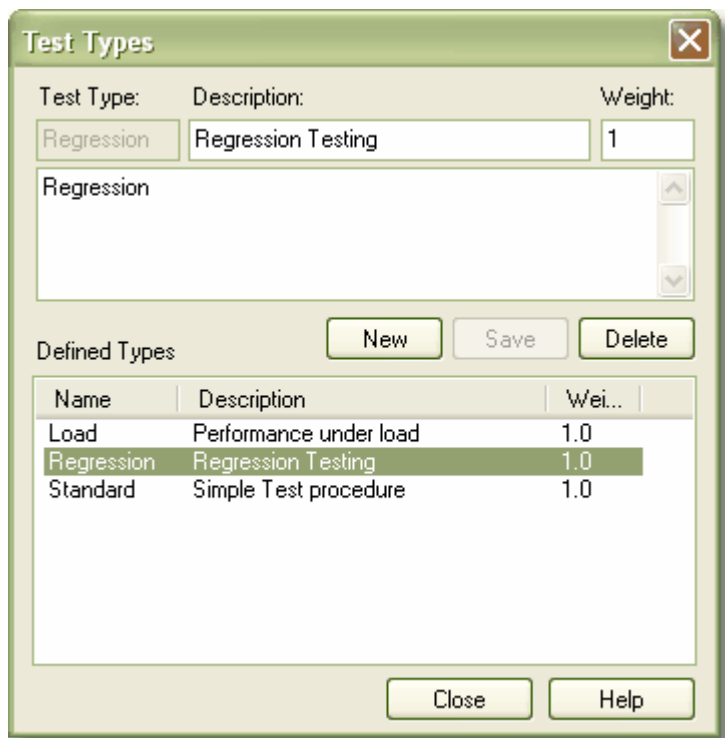 Test Types
Test Type: Description: Weight:
Regression Regression Testing 1
Regression
New Save Delete
Defined Types
Name Description Wei...
Load Performance under load 1.0
Regression Regression Testing 1.0
Standard Simple Test procedure 1.0
Close Help